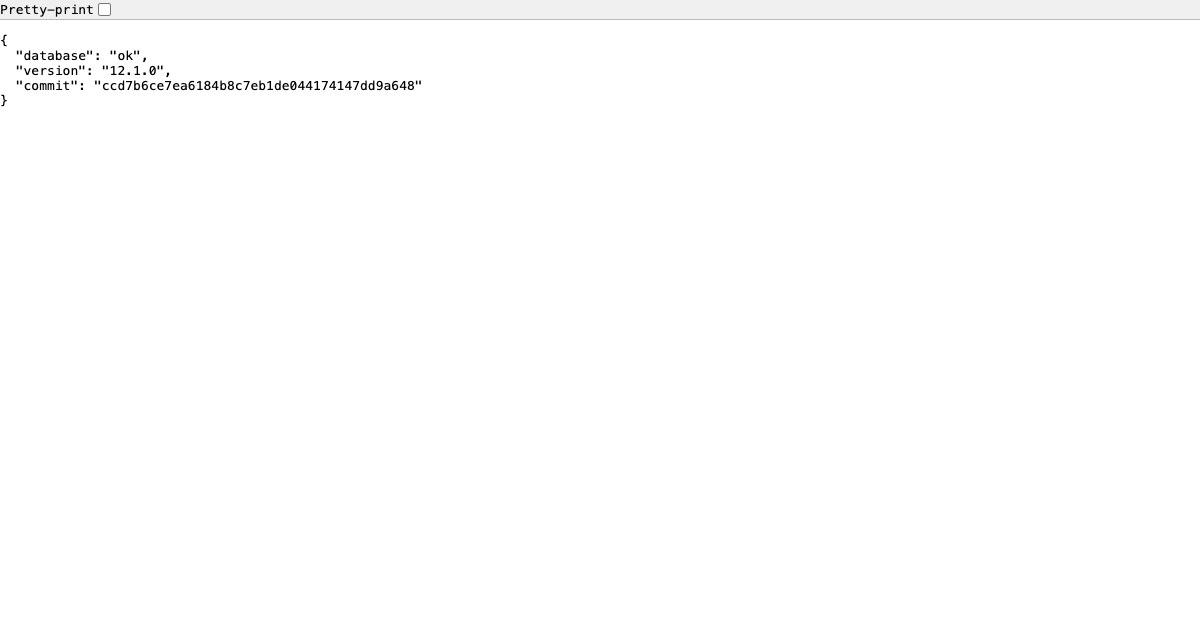 Pretty-print
{
  "database": "ok",
  "version": "12.1.0",
  "commit": "ccd7b6ce7ea6184b8c7eb1de044174147dd9a648"
}